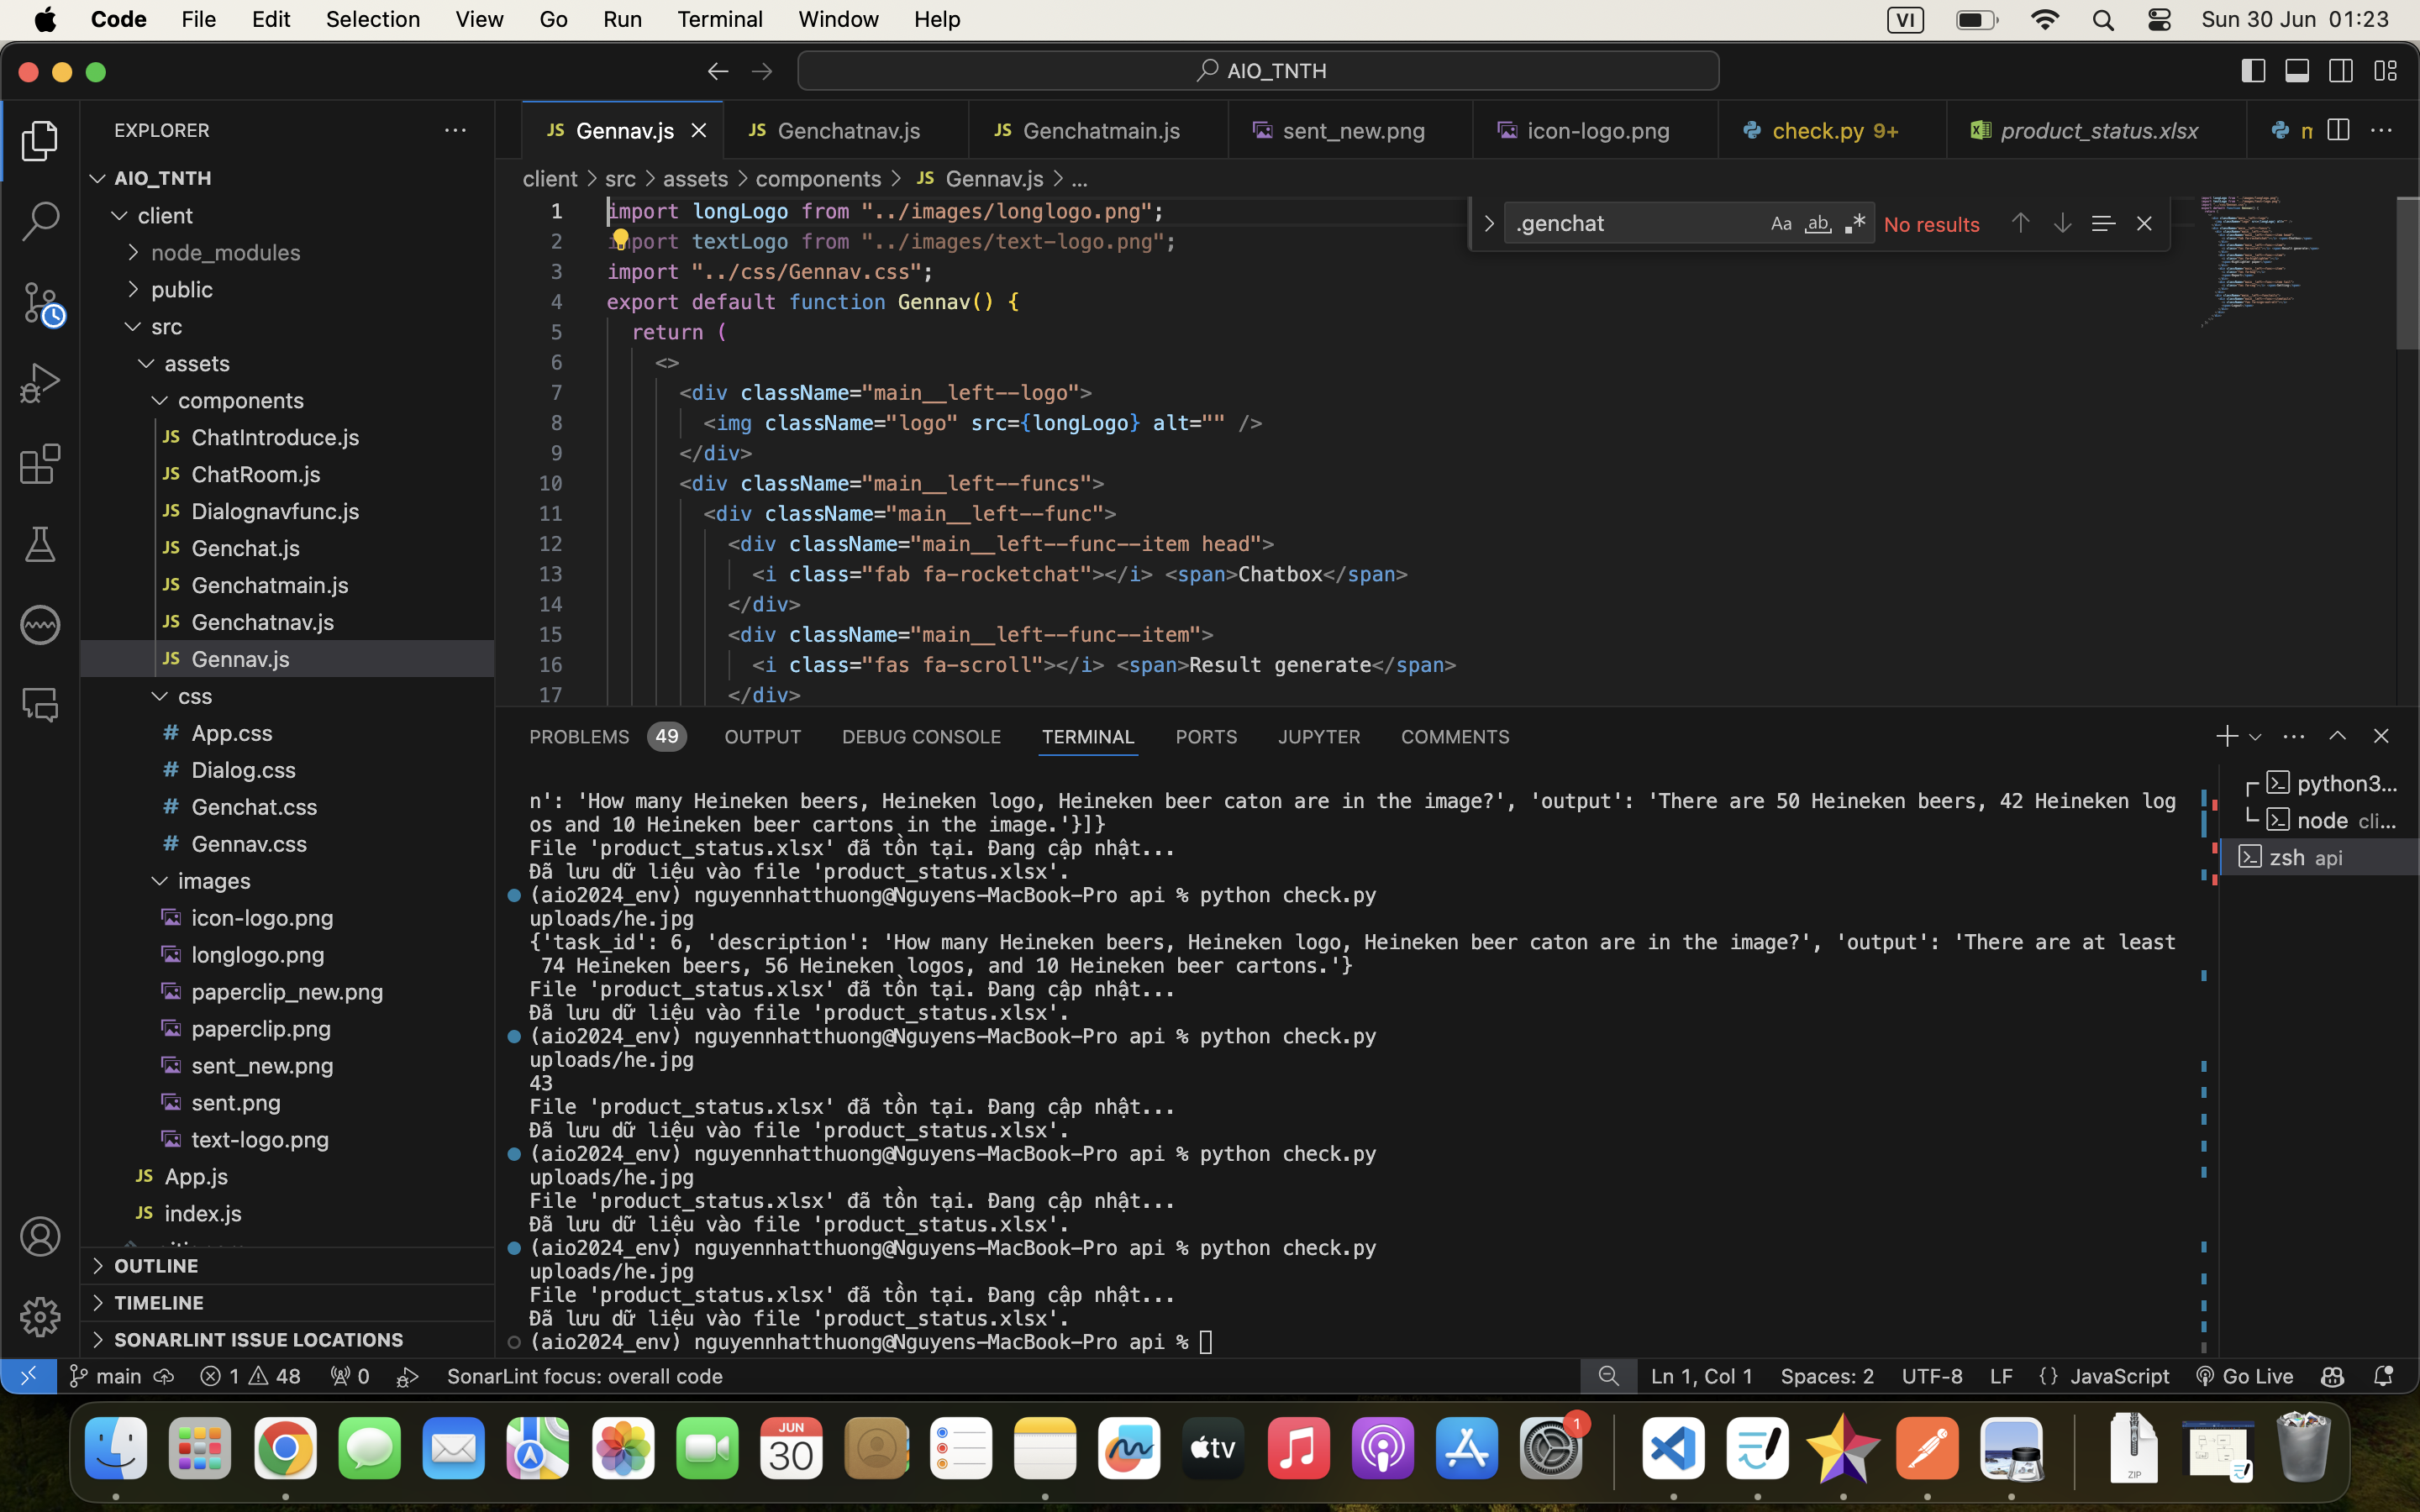 Code File Edit Selection View Go Run Terminal Window Help VI Sun 30 Jun 01:23
AIO_TNTH
EXPLORER
AIO_TNTH
client
node_modules
public
src
assets
components
JS ChatIntroduce.js
JS ChatRoom.js
JS Dialognavfunc.js
JS Genchat.js
JS Genchatmain.js
JS Genchatnav.js
JS Gennav.js
css
# App.css
# Dialog.css
# Genchat.css
# Gennav.css
images
icon-logo.png
longlogo.png
paperclip_new.png
paperclip.png
sent_new.png
sent.png
text-logo.png
JS App.js
JS index.js
OUTLINE
TIMELINE
SONARLINT ISSUE LOCATIONS
JS Gennav.js JS Genchatnav.js JS Genchatmain.js sent_new.png icon-logo.png check.py 9+ product_status.xlsx
client > src > assets > components > JS Gennav.js > ...
.genchat Aa ab .* No results
1 import longLogo from "../images/longlogo.png";
2 import textLogo from "../images/text-logo.png";
3 import "../css/Gennav.css";
4 export default function Gennav() {
5 return (
6 <>
7 <div className="main__left--logo">
8 <img className="logo" src={longLogo} alt="" />
9 </div>
10 <div className="main__left--funcs">
11 <div className="main__left--func">
12 <div className="main__left--func--item head">
13 <i class="fab fa-rocketchat"></i> <span>Chatbox</span>
14 </div>
15 <div className="main__left--func--item">
16 <i class="fas fa-scroll"></i> <span>Result generate</span>
17 </div>
PROBLEMS 49 OUTPUT DEBUG CONSOLE TERMINAL PORTS JUPYTER COMMENTS
n': 'How many Heineken beers, Heineken logo, Heineken beer caton are in the image?', 'output': 'There are 50 Heineken beers, 42 Heineken log
os and 10 Heineken beer cartons in the image.'}]}
File 'product_status.xlsx' đã tồn tại. Đang cập nhật...
Đã lưu dữ liệu vào file 'product_status.xlsx'.
(aio2024_env) nguyennhatthuong@Nguyens-MacBook-Pro api % python check.py
uploads/he.jpg
{'task_id': 6, 'description': 'How many Heineken beers, Heineken logo, Heineken beer caton are in the image?', 'output': 'There are at least
74 Heineken beers, 56 Heineken logos, and 10 Heineken beer cartons.'}
File 'product_status.xlsx' đã tồn tại. Đang cập nhật...
Đã lưu dữ liệu vào file 'product_status.xlsx'.
(aio2024_env) nguyennhatthuong@Nguyens-MacBook-Pro api % python check.py
uploads/he.jpg
43
File 'product_status.xlsx' đã tồn tại. Đang cập nhật...
Đã lưu dữ liệu vào file 'product_status.xlsx'.
(aio2024_env) nguyennhatthuong@Nguyens-MacBook-Pro api % python check.py
uploads/he.jpg
File 'product_status.xlsx' đã tồn tại. Đang cập nhật...
Đã lưu dữ liệu vào file 'product_status.xlsx'.
(aio2024_env) nguyennhatthuong@Nguyens-MacBook-Pro api % python check.py
uploads/he.jpg
File 'product_status.xlsx' đã tồn tại. Đang cập nhật...
Đã lưu dữ liệu vào file 'product_status.xlsx'.
(aio2024_env) nguyennhatthuong@Nguyens-MacBook-Pro api %
python3...
node cli...
zsh api
main 1 48 0 SonarLint focus: overall code Ln 1, Col 1 Spaces: 2 UTF-8 LF {} JavaScript Go Live
JUN
30
tv
1
ZIP